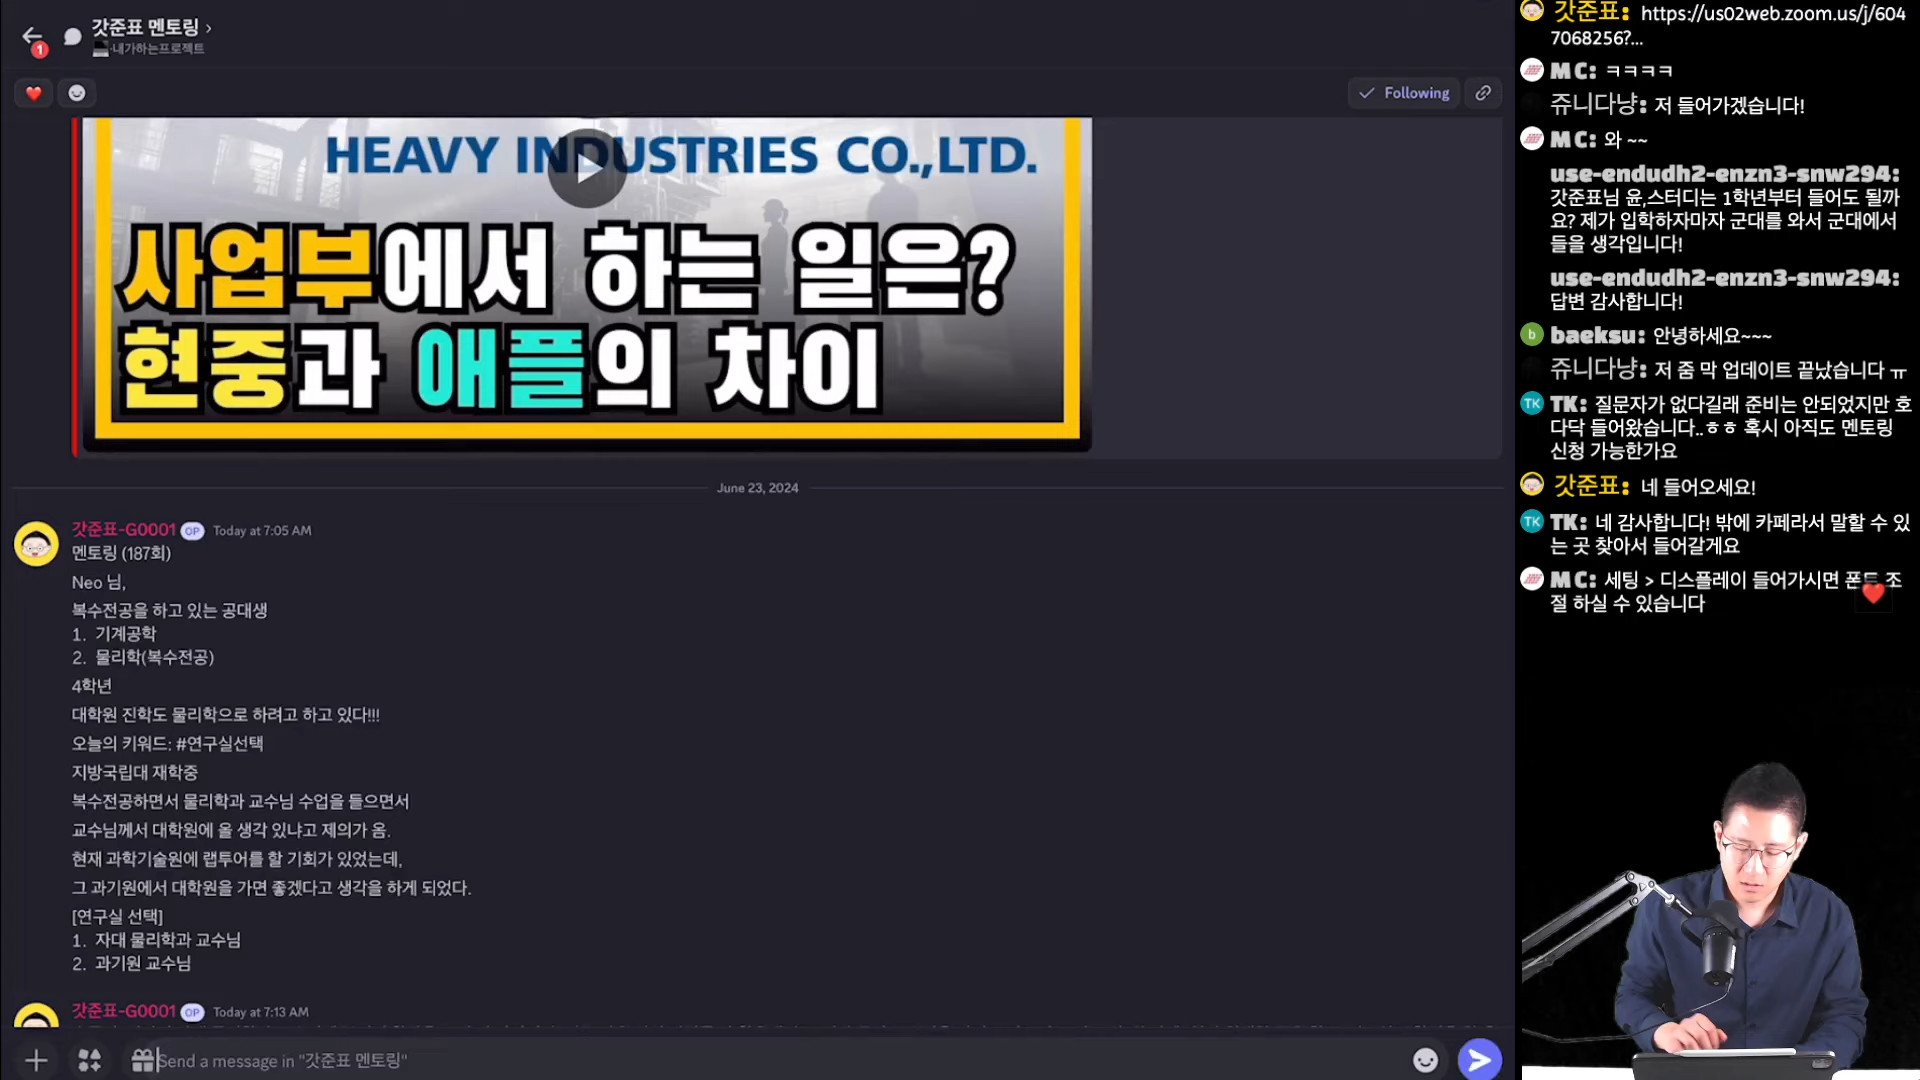 갓준표 멘토링 ›
내가하는프로젝트
1
Following
HEAVY INDUSTRIES CO.,LTD.
사업부에서 하는 일은?
현중과 애플의 차이
June 23, 2024
갓준표-G0001 OP Today at 7:05 AM
멘토링 (187회)
Neo 님,
복수전공을 하고 있는 공대생
1. 기계공학
2. 물리학(복수전공)
4학년
대학원 진학도 물리학으로 하려고 하고 있다!!!
오늘의 키워드: #연구실선택
지방국립대 재학중
복수전공하면서 물리학과 교수님 수업을 들으면서
교수님께서 대학원에 올 생각 있냐고 제의가 옴.
현재 과학기술원에 랩투어를 할 기회가 있었는데,
그 과기원에서 대학원을 가면 좋겠다고 생각을 하게 되었다.
[연구실 선택]
1. 자대 물리학과 교수님
2. 과기원 교수님
갓준표-G0001 OP Today at 7:13 AM
Send a message in "갓준표 멘토링"
갓준표: https://us02web.zoom.us/j/604
7068256?...
M C: ㅋㅋㅋㅋ
쥬니다냥: 저 들어가겠습니다!
M C: 와 ~~
use-endudh2-enzn3-snw294:
갓준표님 윤,스터디는 1학년부터 들어도 될까
요? 제가 입학하자마자 군대를 와서 군대에서
들을 생각입니다!
use-endudh2-enzn3-snw294:
답변 감사합니다!
b baeksu: 안녕하세요~~~
쥬니다냥: 저 줌 막 업데이트 끝났습니다 ㅠ
TK TK: 질문자가 없다길래 준비는 안되었지만 호
다닥 들어왔습니다..ㅎㅎ 혹시 아직도 멘토링
신청 가능한가요
갓준표: 네 들어오세요!
TK TK: 네 감사합니다! 밖에 카페라서 말할 수 있
는 곳 찾아서 들어갈게요
M C: 세팅 > 디스플레이 들어가시면 폰트 조
절 하실 수 있습니다